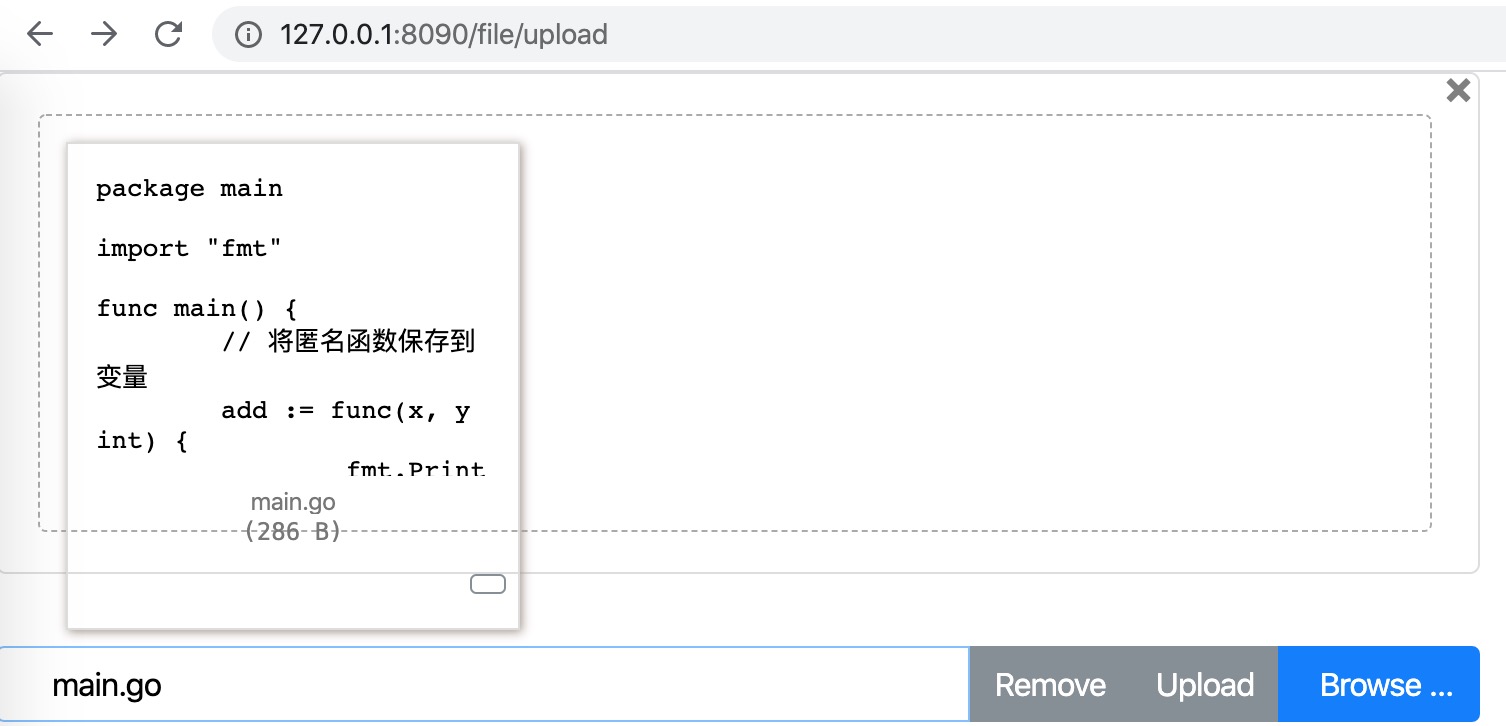 127.0.0.1:8090/file/upload
package main
import "fmt"
func main() {
// 将匿名函数保存到
变量
add := func(x, y
int) {
fmt.Print
main.go
(286 B)
main.go
Remove Upload Browse ...